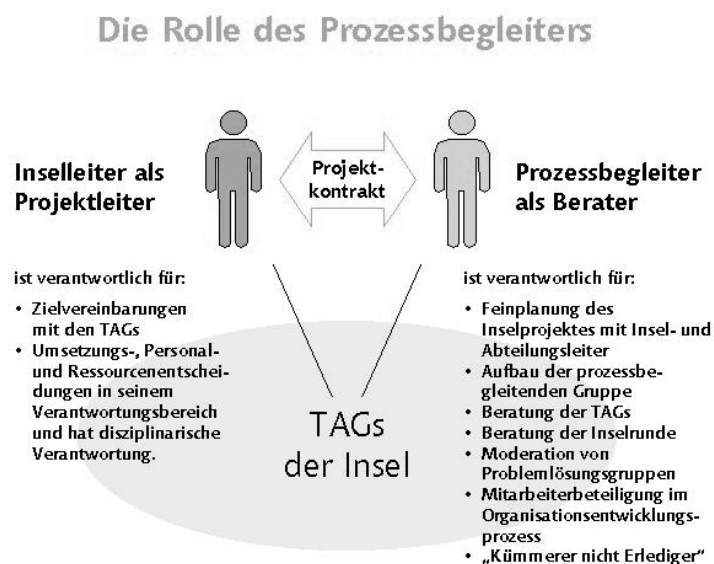 Die Rolle des Prozessbegleiters
Inselleiter als
Projektleiter
Projekt-
kontrakt
Prozessbegleiter
als Berater
ist verantwortlich für:
• Zielvereinbarungen
mit den TAGs
• Umsetzungs-, Personal-
und Ressourcenentschei-
dungen in seinem
Verantwortungsbereich
und hat disziplinarische
Verantwortung.
TAGs
der Insel
ist verantwortlich für:
• Feinplanung des
Inselprojektes mit Insel- und
Abteilungsleiter
• Aufbau der prozessbe-
gleitenden Gruppe
• Beratung der TAGs
• Beratung der Inselrunde
• Moderation von
Problemlösungsgruppen
• Mitarbeiterbeteiligung im
Organisationsentwicklungs-
prozess
• „Kümmerer nicht Erlediger“